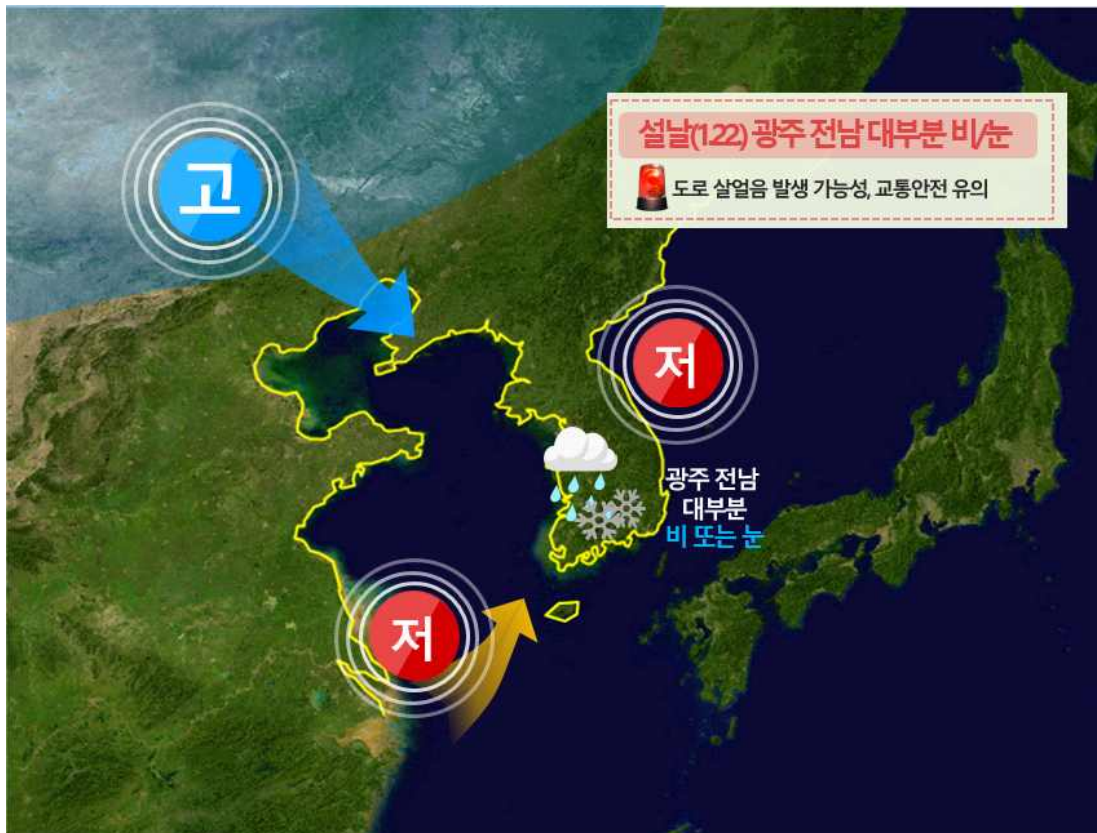 설날(1.22.) 광주 전남 대부분 비/눈
도로 살얼음 발생 가능성, 교통안전 유의
고
저
광주 전남
대부분
비 또는 눈
저